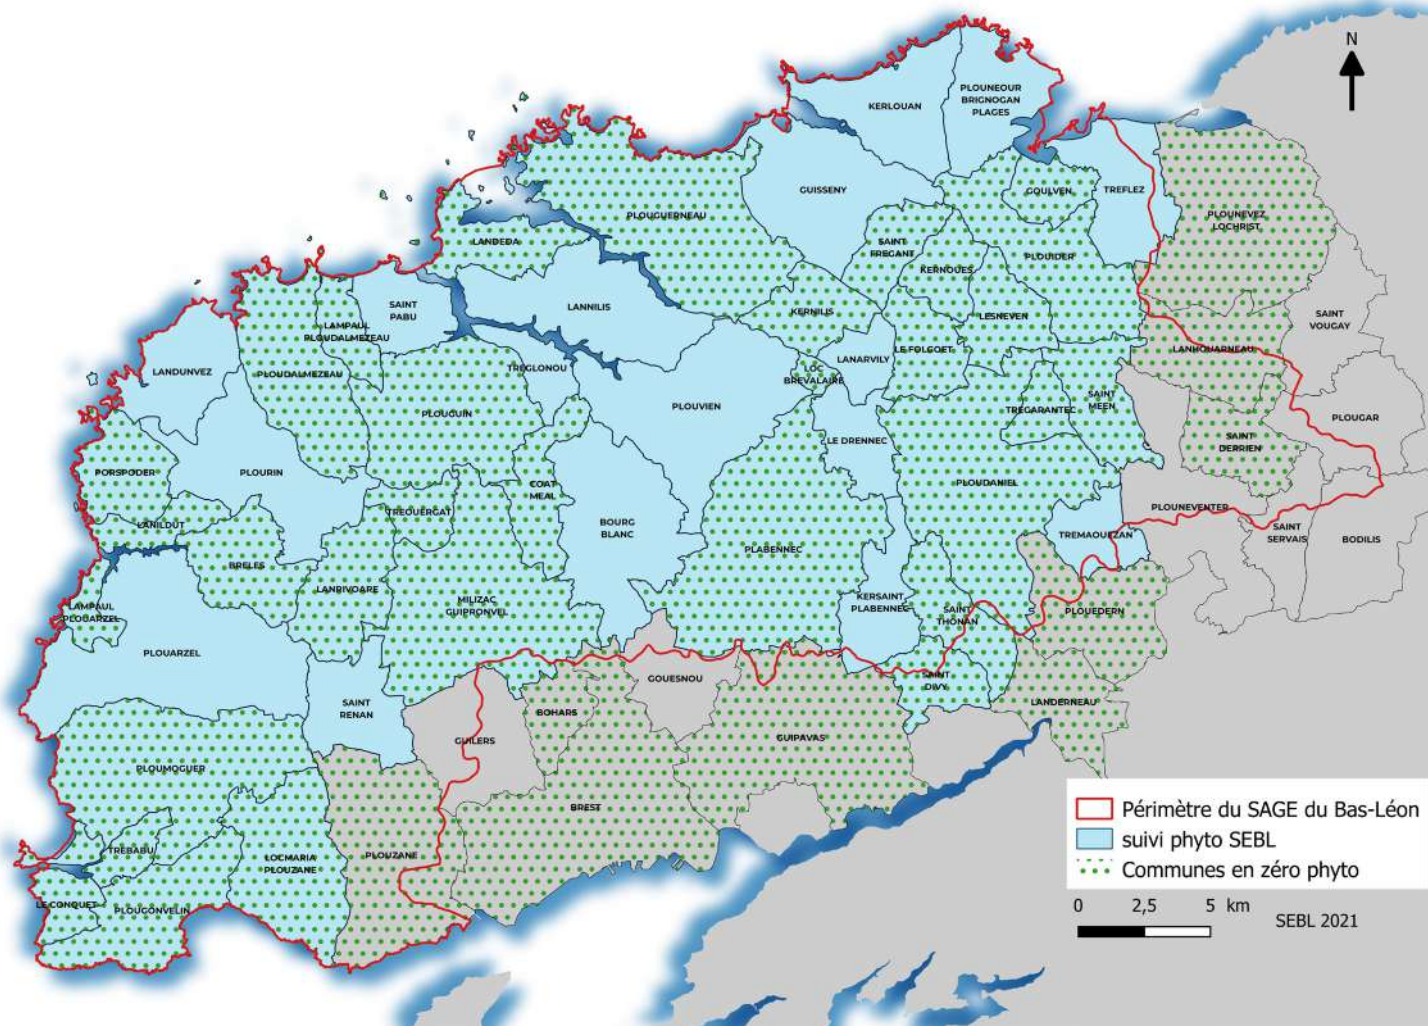 N
KERLOUAN
PLOUNEOUR
BRIGNOGAN
PLAGES
GUISSENY
GOULVEN
TREFLEZ
PLOUNEVEZ
LOCHRIST
PLOUGUERNEAU
LANDEDA
SAINT
FREGANT
KERNOUES
PLOUIDER
SAINT
PABU
LANNILIS
KERNILIS
LESNEVEN
SAINT
VOUGAY
LAMPAUL
PLOUDALMEZEAU
LANDUNVEZ
PLOUDALMEZEAU
TREGLONOU
LOC
BREVALAIRE
LANARVILY
LE FOLGOET
LANHOUARNEAU
PLOUGUIN
PLOUVIEN
TREGARANTEC
SAINT
MEEN
PLOUGAR
LE DRENNEC
SAINT
DERRIEN
PORSPODER
PLOURIN
COAT
MEAL
PLOUDANIEL
LANILDUT
TREOUERGAT
BOURG
BLANC
PLOUNEVENTER
TREMAOUEZAN
SAINT
SERVAIS
BODILIS
BRELES
LANRIVOARE
PLABENNEC
LAMPAUL
PLOUARZEL
MILIZAC
GUIPRONVEL
KERSAINT
PLABENNEC
SAINT
THONAN
PLOUEDERN
PLOUARZEL
SAINT
RENAN
GOUESNOU
SAINT
DIVY
LANDERNEAU
BOHARS
GUILERS
GUIPAVAS
PLOUMOGUER
BREST
TREBABU
LOCMARIA
PLOUZANE
PLOUZANE
LE CONQUET
PLOUGONVELIN
Périmètre du SAGE du Bas-Léon
suivi phyto SEBL
Communes en zéro phyto
0 2,5 5 km
SEBL 2021